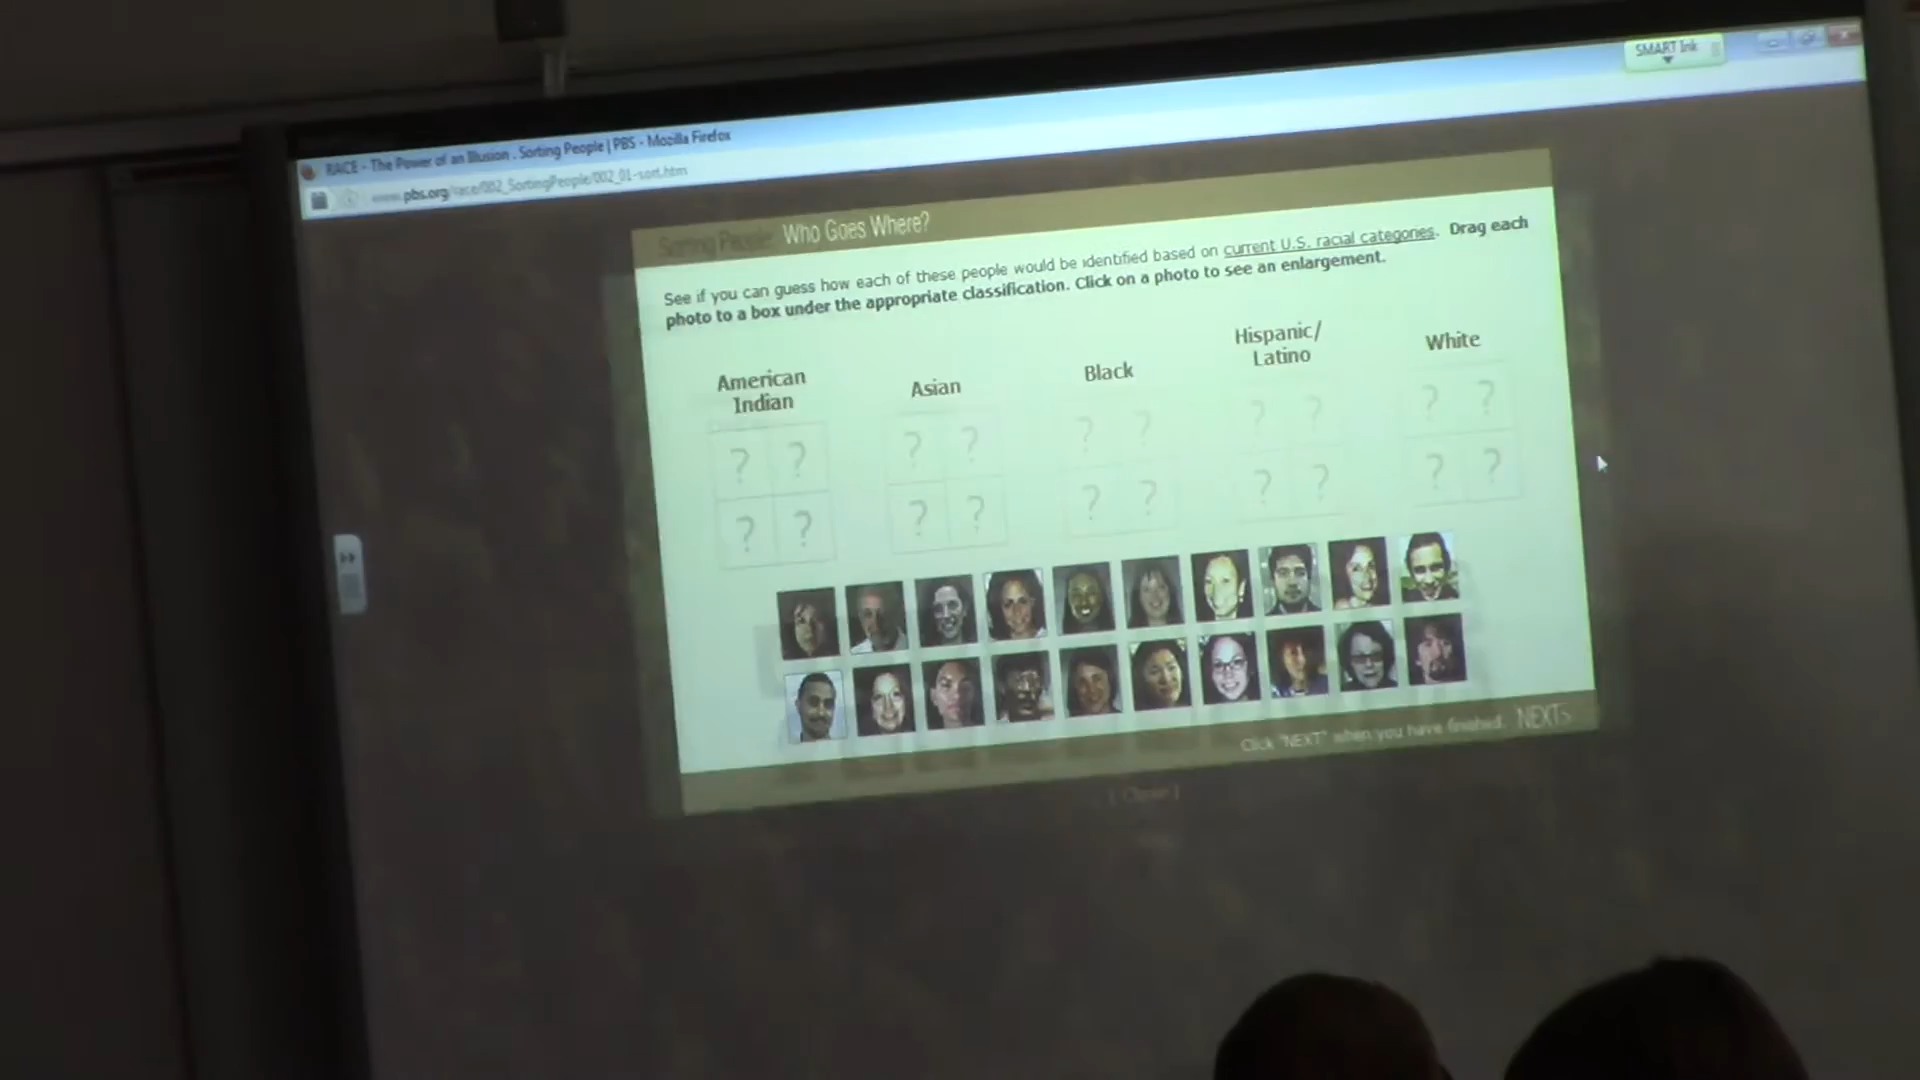 SMART Ink
RACE - The Power of an Illusion . Sorting People | PBS - Mozilla Firefox
www.pbs.org/race/002_SortingPeople/002_01-sort.htm
Sorting People Who Goes Where?
See if you can guess how each of these people would be identified based on current U.S. racial categories. Drag each
photo to a box under the appropriate classification. Click on a photo to see an enlargement.
American
Indian
Asian
Black
Hispanic/
Latino
White
? ? ? ? ? ? ? ? ? ?
? ? ? ? ? ? ? ? ? ?
Click "NEXT" when you have finished. NEXT>
[ Close ]